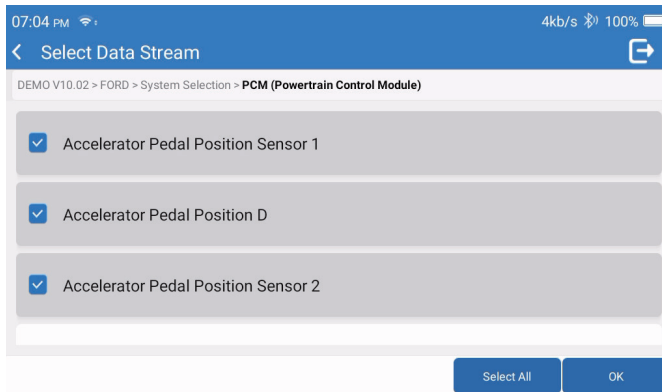 07:04 PM 4kb/s 100%
Select Data Stream
DEMO V10.02 > FORD > System Selection > PCM (Powertrain Control Module)
Accelerator Pedal Position Sensor 1
Accelerator Pedal Position D
Accelerator Pedal Position Sensor 2
Select All OK